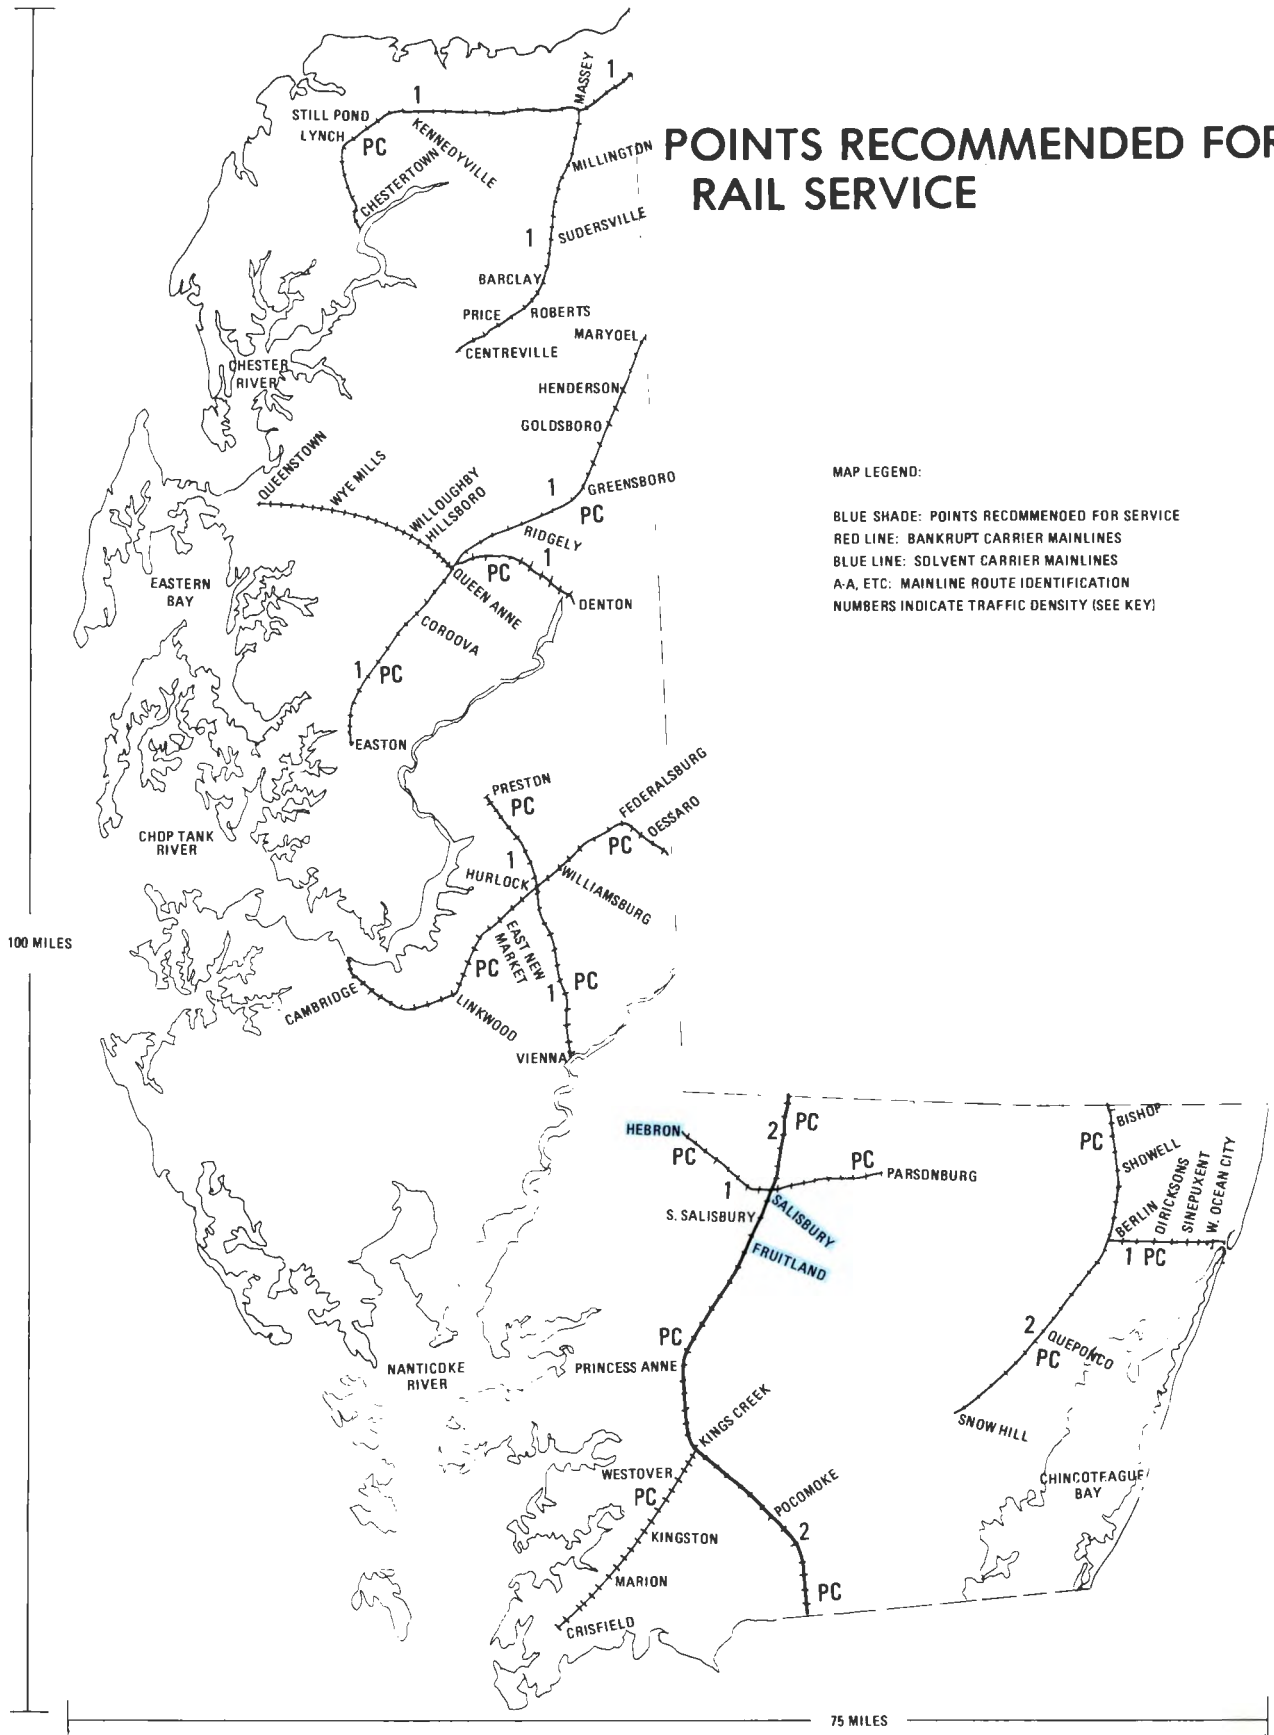 POINTS RECOMMENDED FOR
RAIL SERVICE
MASSEY
1
1
STILL POND
LYNCH
PC
KENNEDYVILLE
CHESTERTOWN
MILLINGTON
SUDERSVILLE
1
BARCLAY
PRICE
ROBERTS
MARYOEL
CENTREVILLE
CHESTER
RIVER
HENDERSON
GOLDSBORO
QUEENSTOWN
WYE MILLS
WILLOUGHBY
HILLSBORO
1
GREENSBORO
PC
RIDGELY
MAP LEGEND:
BLUE SHADE: POINTS RECOMMENOED FOR SERVICE
RED LINE: BANKRUPT CARRIER MAINLINES
BLUE LINE: SOLVENT CARRIER MAINLINES
A-A, ETC: MAINLINE ROUTE IDENTIFICATION
NUMBERS INDICATE TRAFFIC DENSITY (SEE KEY)
EASTERN
BAY
PC
1
QUEEN ANNE
DENTON
COROOVA
1
PC
EASTON
PRESTON
PC
FEDERALSBURG
OESSARO
PC
CHOP TANK
RIVER
1
HURLOCK
WILLIAMSBURG
100 MILES
EAST NEW
MARKET
PC
PC
1
CAMBRIDGE
LINKWOOD
VIENNA
HEBRON
PC
2
PC
PC
PARSONBURG
1
S. SALISBURY
SALISBURY
FRUITLAND
BISHOP
PC
SHOWELL
BERLIN
DIRICKSONS
SINEPUXENT
W. OCEAN CITY
1 PC
PC
PRINCESS ANNE
NANTICOKE
RIVER
2
QUEPONCO
PC
KINGS CREEK
SNOW HILL
WESTOVER
PC
POCOMOKE
CHINCOTEAGUE
BAY
KINGSTON
2
MARION
PC
CRISFIELD
75 MILES